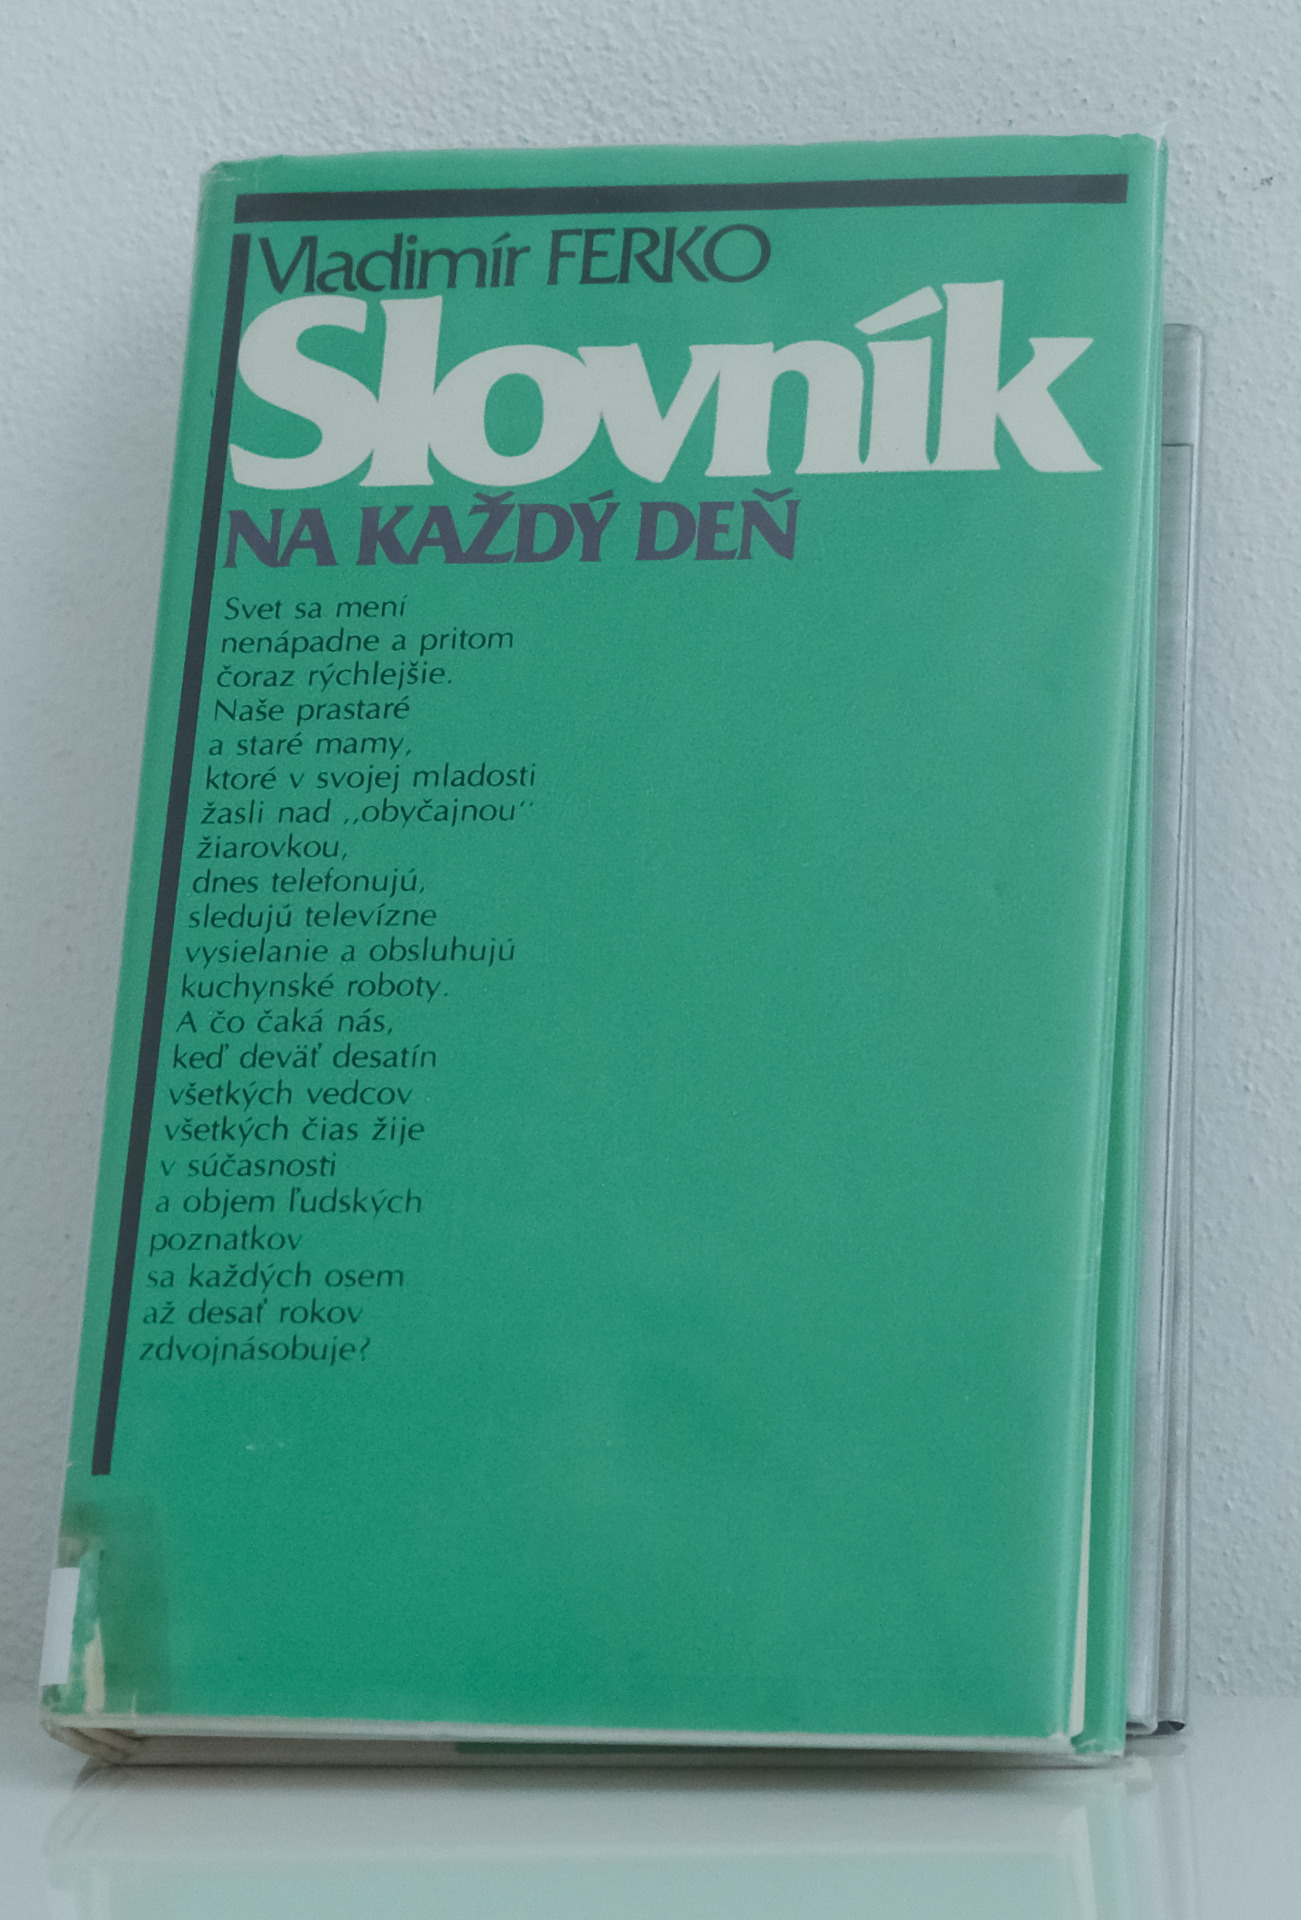 Vladimír FERKO
Slovník
NA KAŽDÝ DEŇ
Svet sa mení
nenápadne a pritom
čoraz rýchlejšie.
Naše prastaré
a staré mamy,
ktoré v svojej mladosti
žasli nad ,,obyčajnou“
žiarovkou,
dnes telefonujú,
sledujú televízne
vysielanie a obsluhujú
kuchynské roboty.
A čo čaká nás,
keď deväť desatín
všetkých vedcov
všetkých čias žije
v súčasnosti
a objem ľudských
poznatkov
sa každých osem
až desať rokov
zdvojnásobuje?